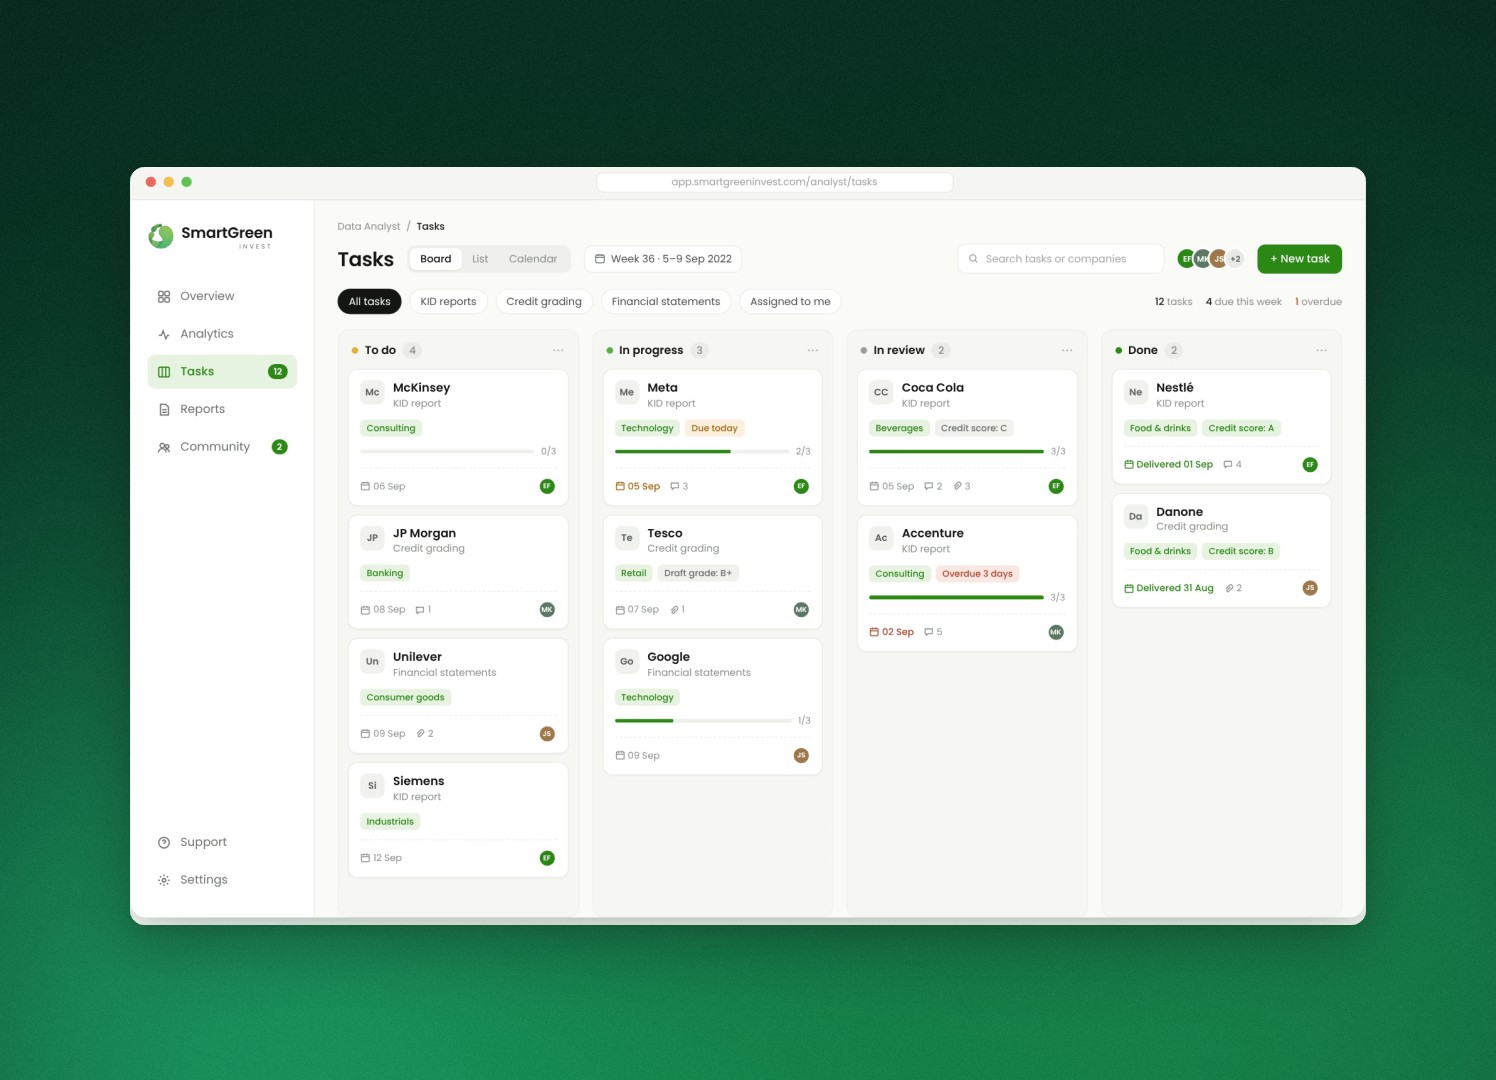 app.smartgreeninvest.com/analyst/tasks
SmartGreen
INVEST
Overview
Analytics
Tasks 12
Reports
Community 2
Support
Settings
Data Analyst / Tasks
Tasks
Board List Calendar
Week 36 · 5–9 Sep 2022
Search tasks or companies
EF MK JS +2
+ New task
All tasks KID reports Credit grading Financial statements Assigned to me
12 tasks 4 due this week 1 overdue
To do 4
Mc McKinsey
KID report
Consulting
0/3
06 Sep EF
JP JP Morgan
Credit grading
Banking
08 Sep 1 MK
Un Unilever
Financial statements
Consumer goods
09 Sep 2 JS
Si Siemens
KID report
Industrials
12 Sep EF
In progress 3
Me Meta
KID report
Technology Due today
2/3
05 Sep 3 EF
Te Tesco
Credit grading
Retail Draft grade: B+
07 Sep 1 MK
Go Google
Financial statements
Technology
1/3
09 Sep JS
In review 2
CC Coca Cola
KID report
Beverages Credit score: C
3/3
05 Sep 2 3 EF
Ac Accenture
KID report
Consulting Overdue 3 days
3/3
02 Sep 5 MK
Done 2
Ne Nestlé
KID report
Food & drinks Credit score: A
Delivered 01 Sep 4 EF
Da Danone
Credit grading
Food & drinks Credit score: B
Delivered 31 Aug 2 JS